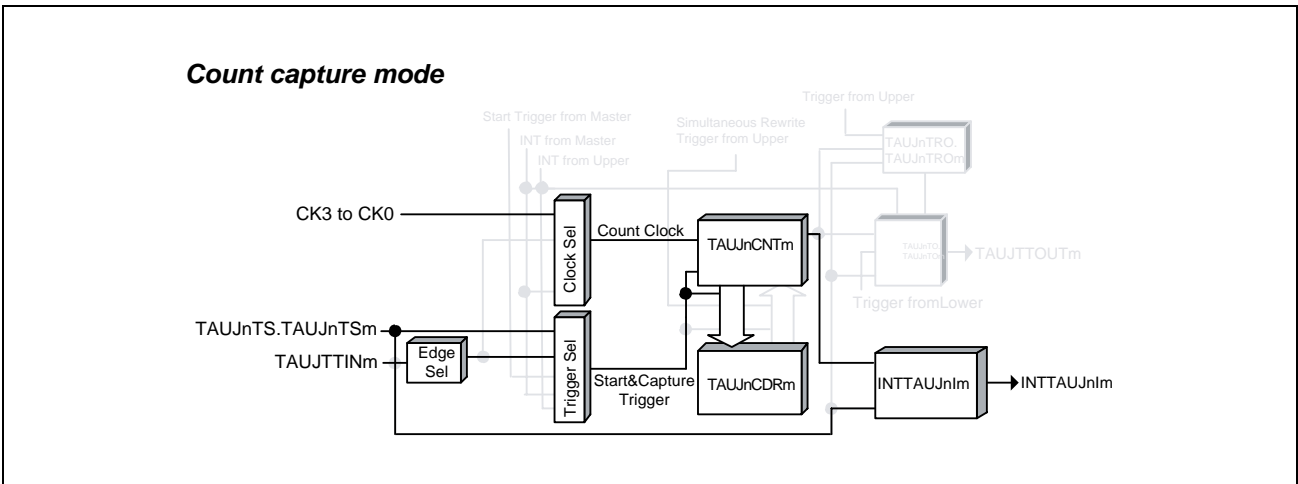 Count capture mode
Trigger from Upper
Start Trigger from Master
Simultaneous Rewrite
Trigger from Upper
INT from Master
INT from Upper
TAUJnTRO.
TAUJnTROm
CK3 to CK0
Clock Sel
Count Clock
TAUJnCNTm
TAUJnTO.
TAUJnTOm
TAUJTTOUTm
Trigger fromLower
TAUJnTS.TAUJnTSm
TAUJTTINm
Edge
Sel
Trigger Sel
Start&Capture
Trigger
TAUJnCDRm
INTTAUJnIm
INTTAUJnIm